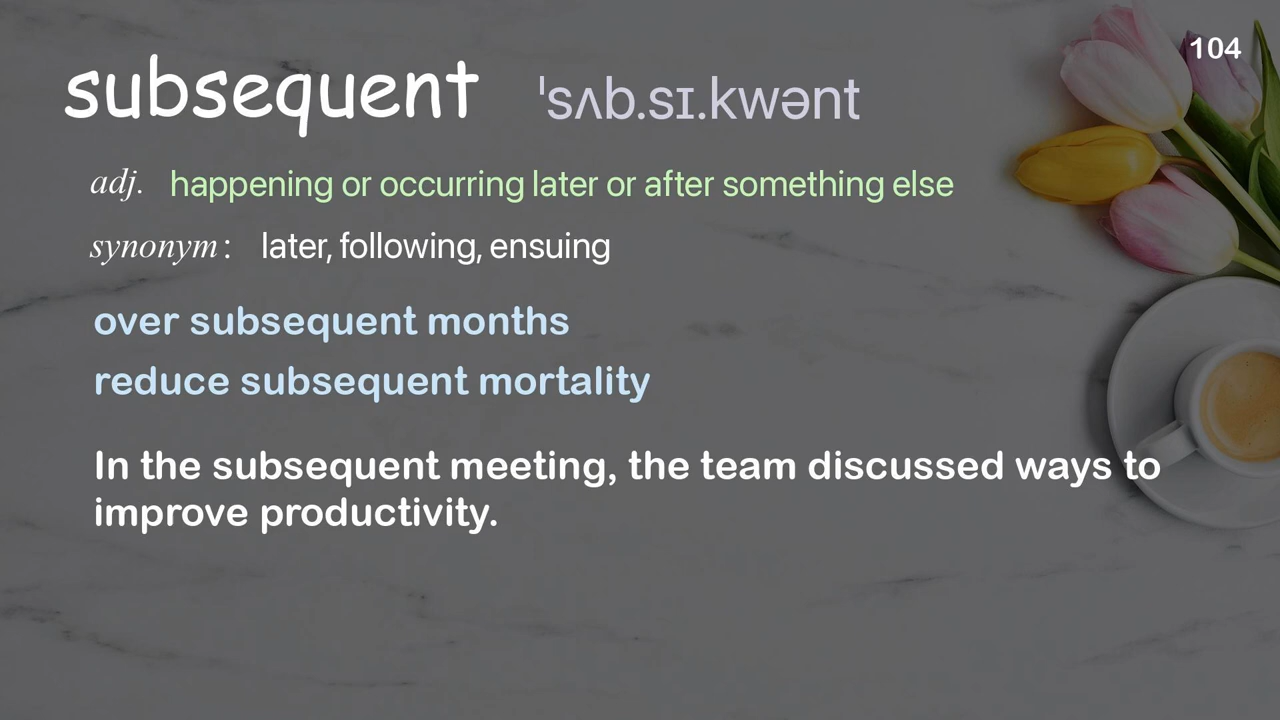 104
subsequent ˈsʌb.sɪ.kwənt
adj. happening or occurring later or after something else
synonym: later, following, ensuing
over subsequent months
reduce subsequent mortality
In the subsequent meeting, the team discussed ways to
improve productivity.